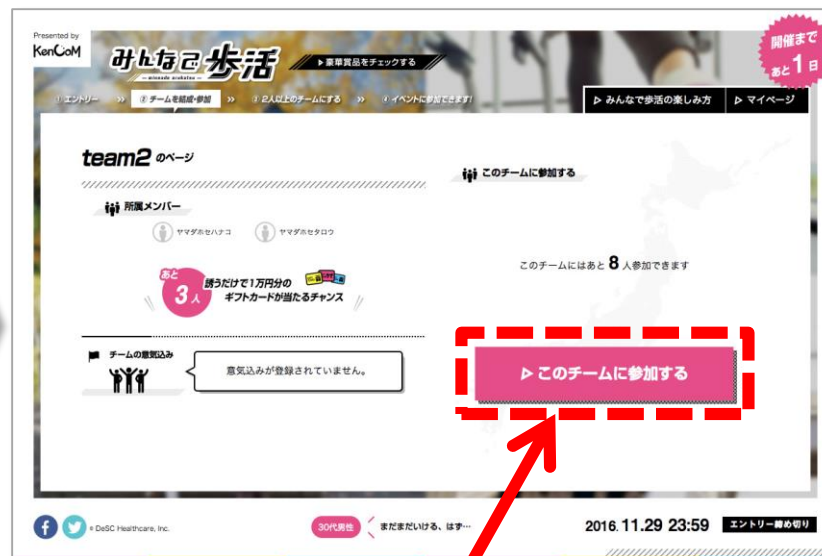 Presented by
KenCoM
みんなで歩活
— minnade arukatsu —
▶豪華賞品をチェックする
開催まで
あと1日
① エントリー >> ② チームを結成・参加 >> ③ 2人以上のチームにする >> ④ イベントに参加できます!
▷ みんなで歩活の楽しみ方
▷ マイページ
team2 のページ
所属メンバー
ヤマダホセハナコ
ヤマダホセタロウ
あと
3人
誘うだけで1万円分の
ギフトカードが当たるチャンス
チームの意気込み
意気込みが登録されていません。
このチームに参加する
このチームにはあと 8 人参加できます
▷ このチームに参加する
© DeSC Healthcare, Inc.
30代男性
まだまだいける、はず…
2016. 11.29 23:59
エントリー締め切り